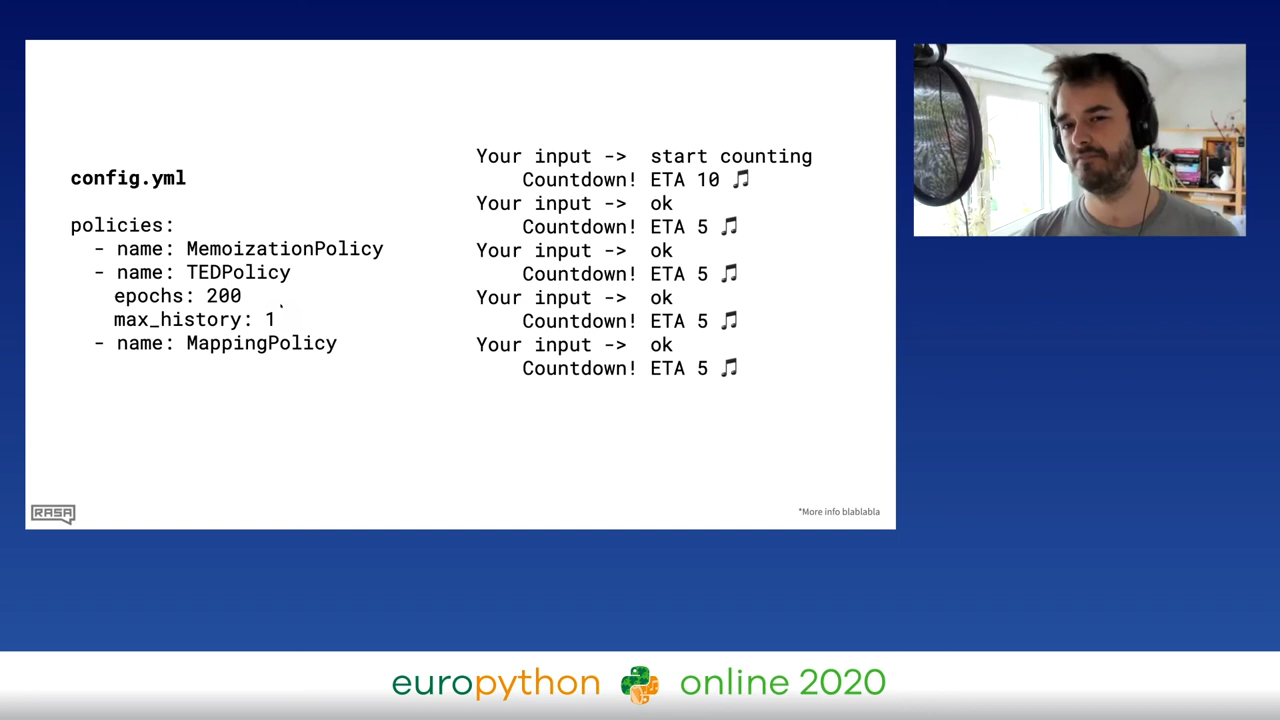 config.yml
policies:
- name: MemoizationPolicy
- name: TEDPolicy
epochs: 200
max_history: 1
- name: MappingPolicy
Your input -> start counting
Countdown! ETA 10 🎵
Your input -> ok
Countdown! ETA 5 🎵
Your input -> ok
Countdown! ETA 5 🎵
Your input -> ok
Countdown! ETA 5 🎵
Your input -> ok
Countdown! ETA 5 🎵
RASA
*More info blablabla
europython online 2020